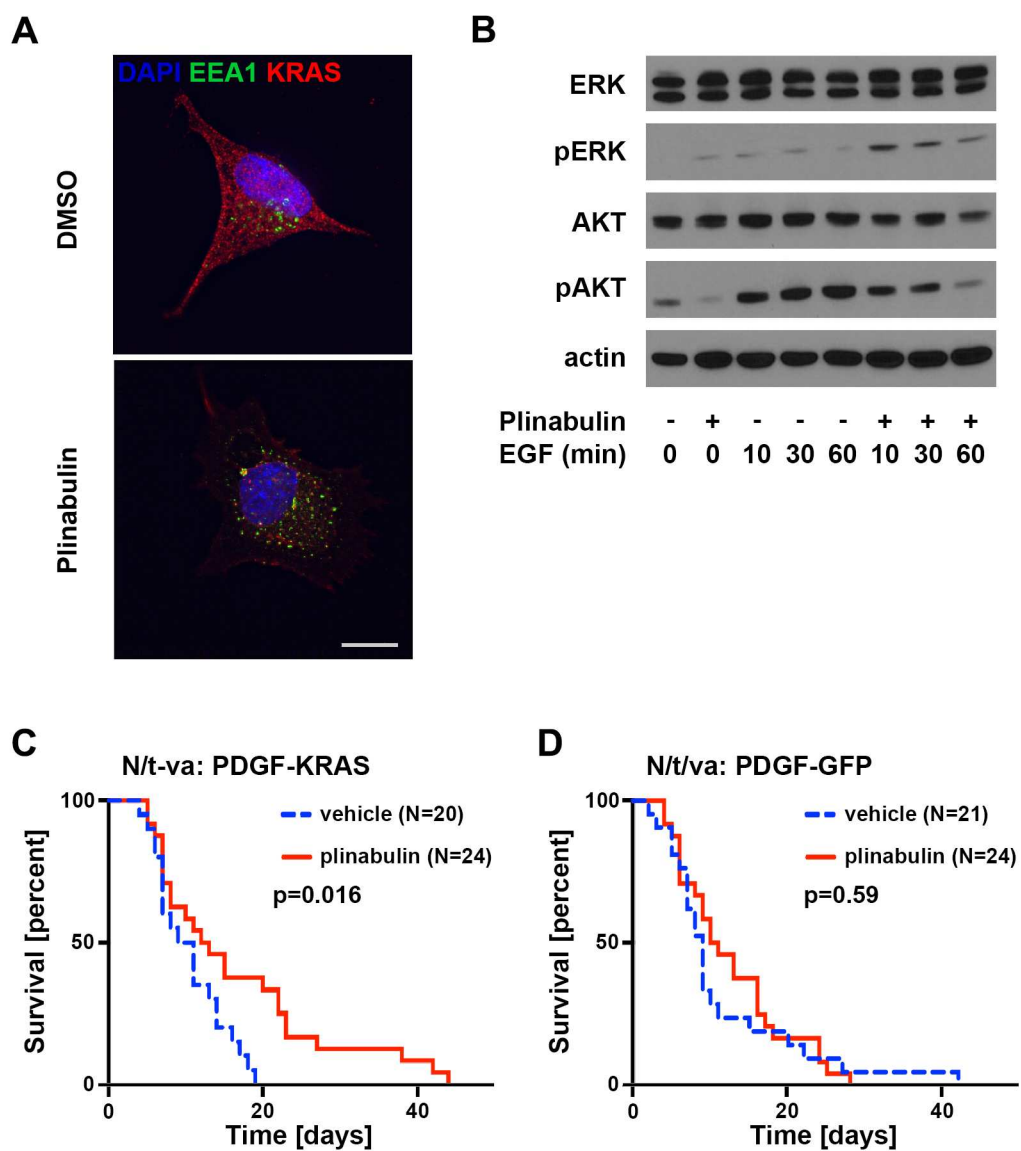 A
DAPI EEA1 KRAS
DMSO
Plinabulin
B
ERK
pERK
AKT
pAKT
actin
Plinabulin - + - - - + + +
EGF (min) 0 0 10 30 60 10 30 60
C
N/t-va: PDGF-KRAS
vehicle (N=20)
plinabulin (N=24)
p=0.016
Survival [percent]
100
50
0
0 20 40
Time [days]
D
N/t/va: PDGF-GFP
vehicle (N=21)
plinabulin (N=24)
p=0.59
Survival [percent]
100
50
0
0 20 40
Time [days]